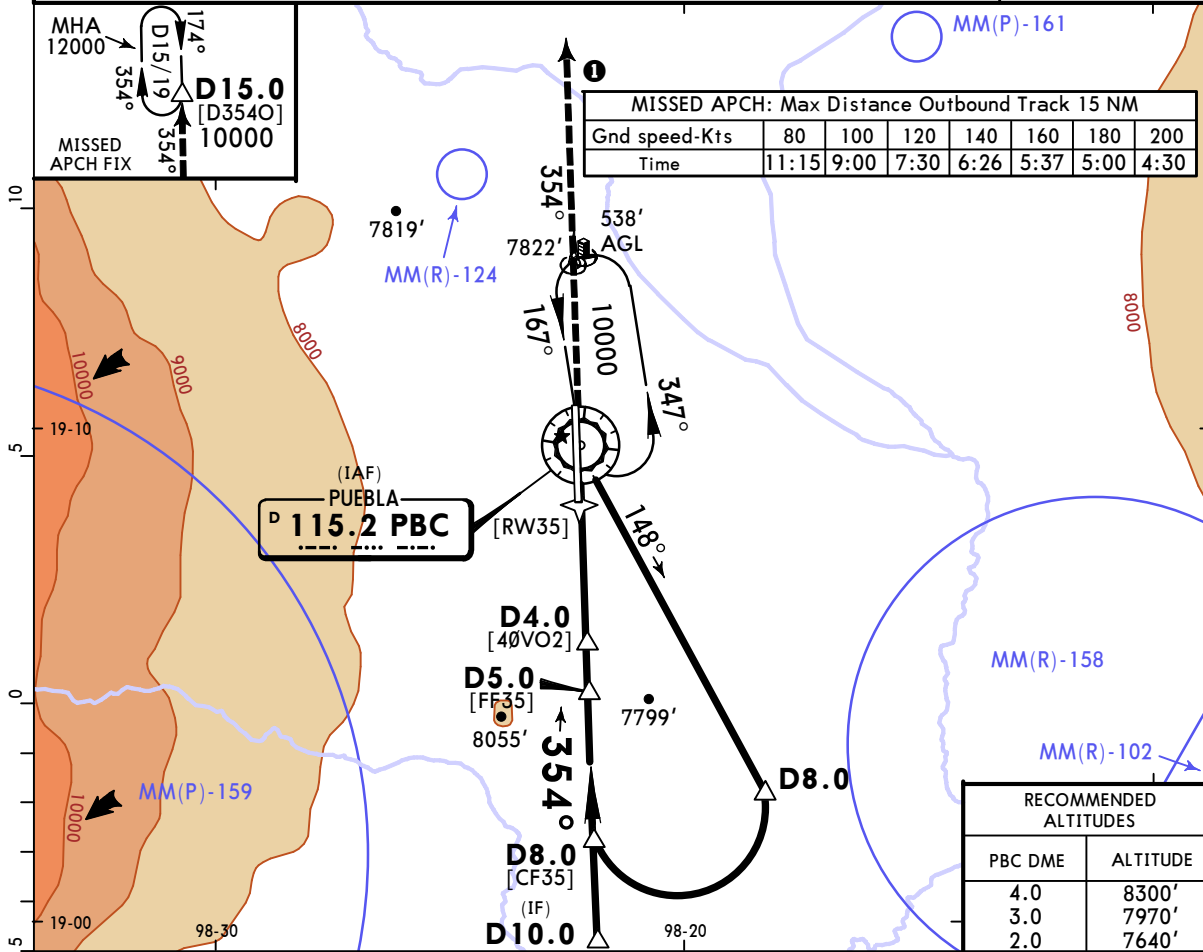 MHA
12000
D15/19
174°
354°
D15.0
[D354O]
10000
354°
MISSED
APCH FIX
MM(P)-161
1
MISSED APCH: Max Distance Outbound Track 15 NM
Gnd speed-Kts 80 100 120 140 160 180 200
Time 11:15 9:00 7:30 6:26 5:37 5:00 4:30
10
354°
7819'
538'
AGL
7822'
MM(R)-124
8000
8000
167°
10000
347°
10000
9000
19-10
5
(IAF)
PUEBLA
D 115.2 PBC
[RW35]
148°
D4.0
[40VO2]
D5.0
[FF35]
8055'
7799'
MM(R)-158
0
354°
MM(R)-102
MM(P)-159
10000
D8.0
D8.0
[CF35]
(IF)
D10.0
19-00
98-30
98-20
5
RECOMMENDED
ALTITUDES
PBC DME ALTITUDE
4.0 8300'
3.0 7970'
2.0 7640'